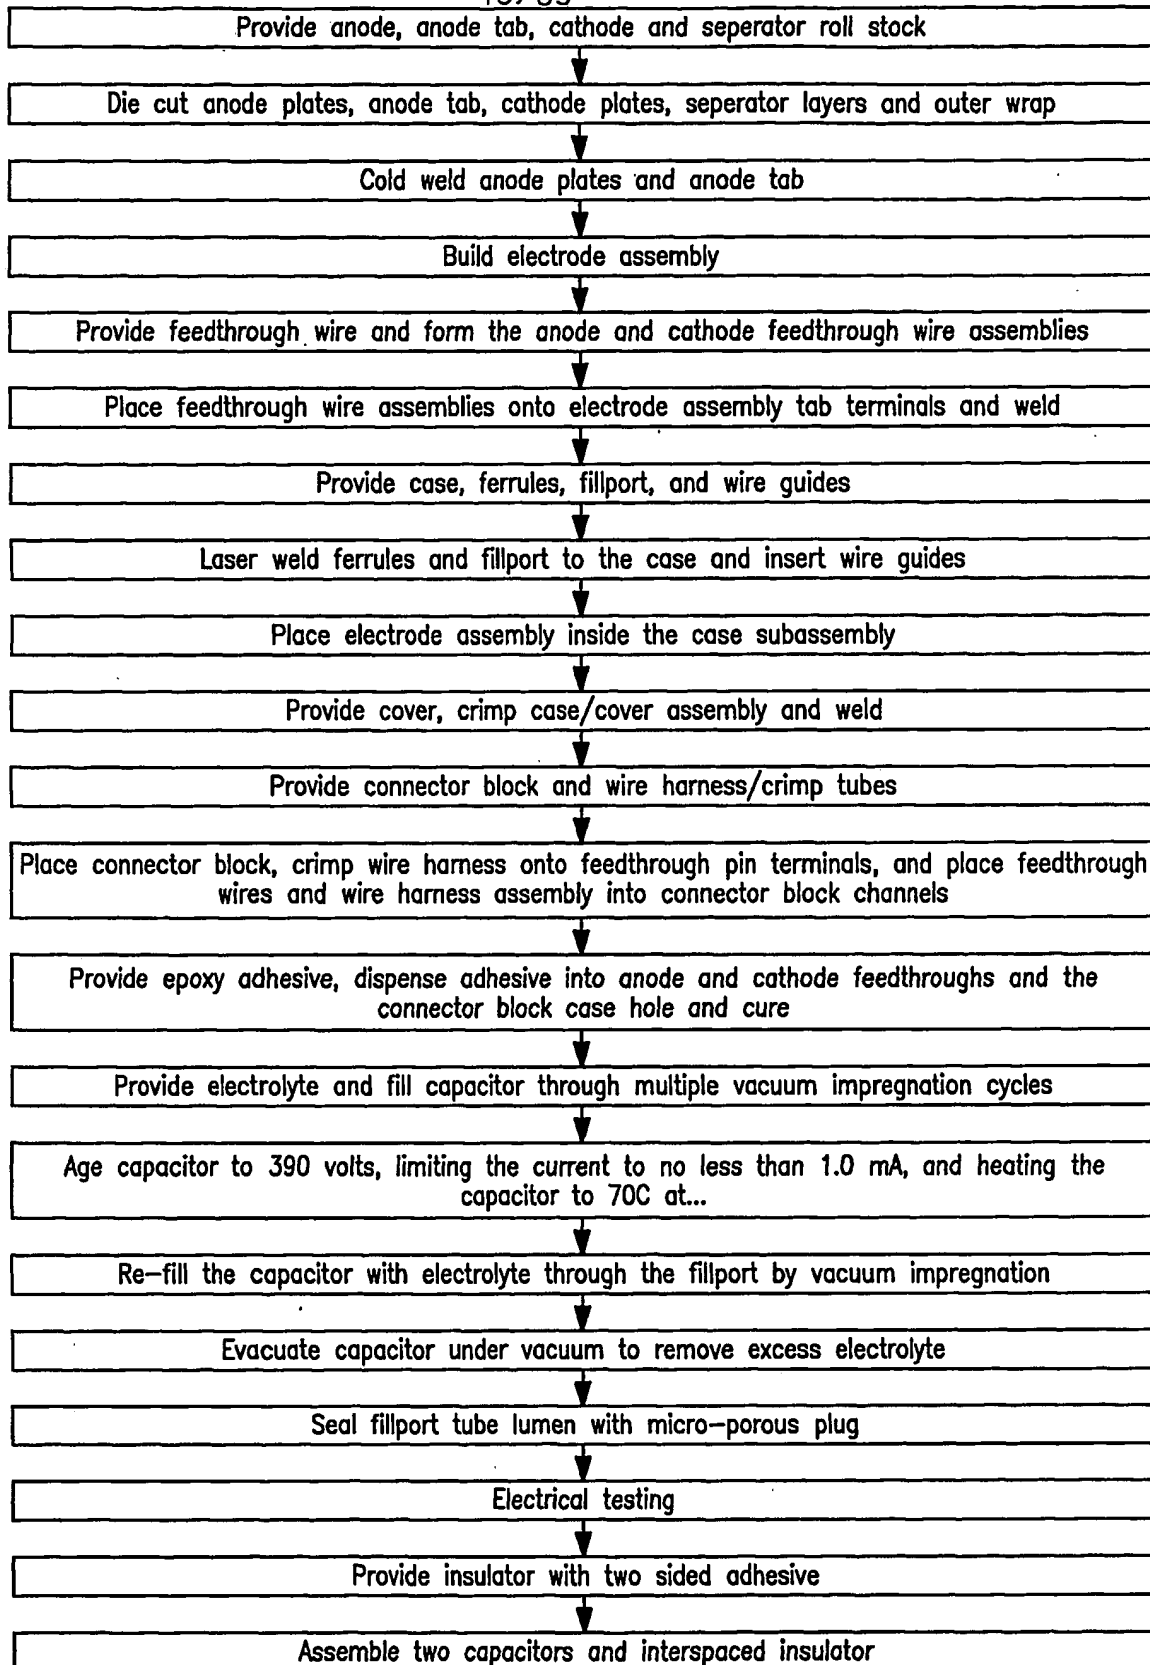 Provide anode, anode tab, cathode and seperator roll stock
Die cut anode plates, anode tab, cathode plates, seperator layers and outer wrap
Cold weld anode plates and anode tab
Build electrode assembly
Provide feedthrough wire and form the anode and cathode feedthrough wire assemblies
Place feedthrough wire assemblies onto electrode assembly tab terminals and weld
Provide case, ferrules, fillport, and wire guides
Laser weld ferrules and fillport to the case and insert wire guides
Place electrode assembly inside the case subassembly
Provide cover, crimp case/cover assembly and weld
Provide connector block and wire harness/crimp tubes
Place connector block, crimp wire harness onto feedthrough pin terminals, and place feedthrough
wires and wire harness assembly into connector block channels
Provide epoxy adhesive, dispense adhesive into anode and cathode feedthroughs and the
connector block case hole and cure
Provide electrolyte and fill capacitor through multiple vacuum impregnation cycles
Age capacitor to 390 volts, limiting the current to no less than 1.0 mA, and heating the
capacitor to 70C at...
Re-fill the capacitor with electrolyte through the fillport by vacuum impregnation
Evacuate capacitor under vacuum to remove excess electrolyte
Seal fillport tube lumen with micro-porous plug
Electrical testing
Provide insulator with two sided adhesive
Assemble two capacitors and interspaced insulator